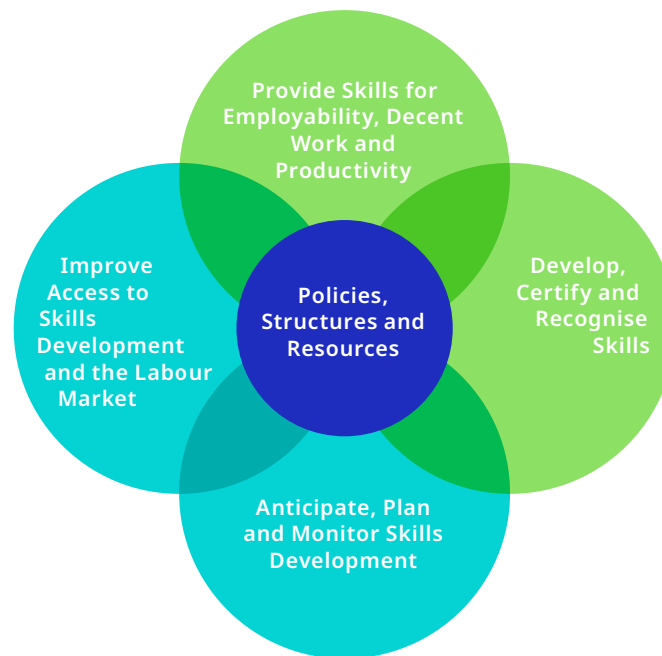 Provide Skills for
Employability, Decent
Work and
Productivity
Improve
Access to
Skills
Development
and the Labour
Market
Policies,
Structures and
Resources
Develop,
Certify and
Recognise
Skills
Anticipate, Plan
and Monitor Skills
Development